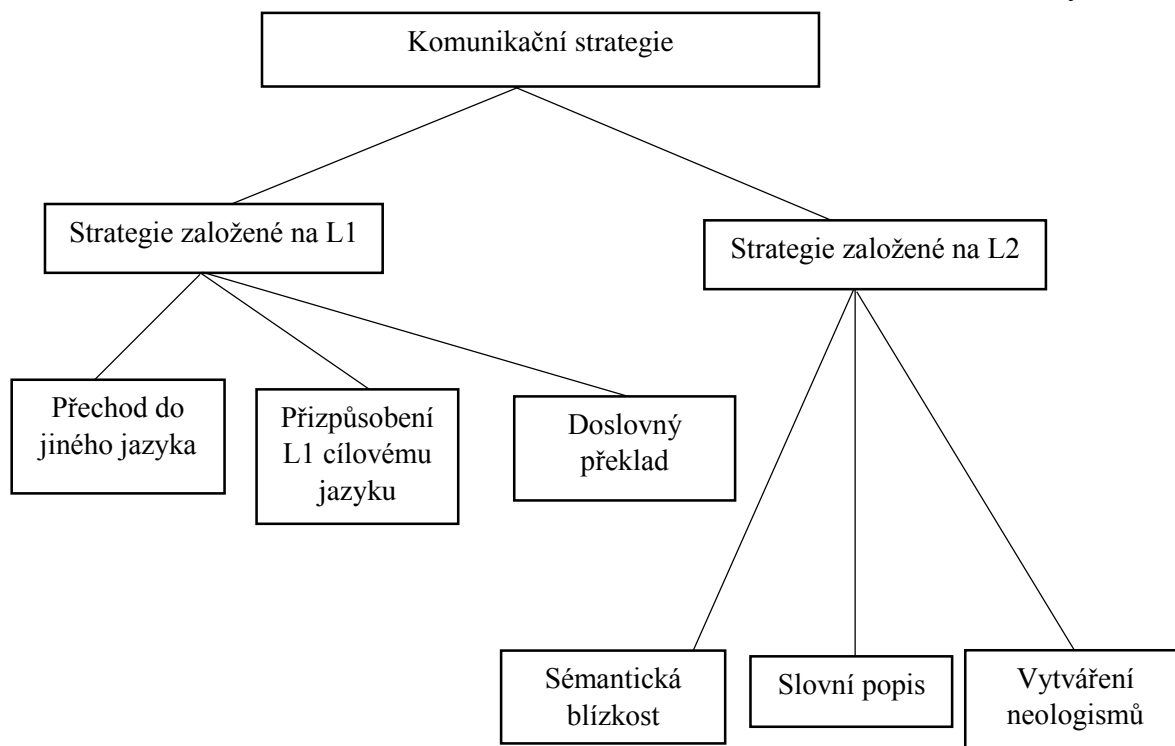 Komunikační strategie
Strategie založené na L1
Strategie založené na L2
Přechod do
jiného jazyka
Přizpůsobení
L1 cílovému
jazyku
Doslovný
překlad
Sémantická
blízkost
Slovní popis
Vytváření
neologismů